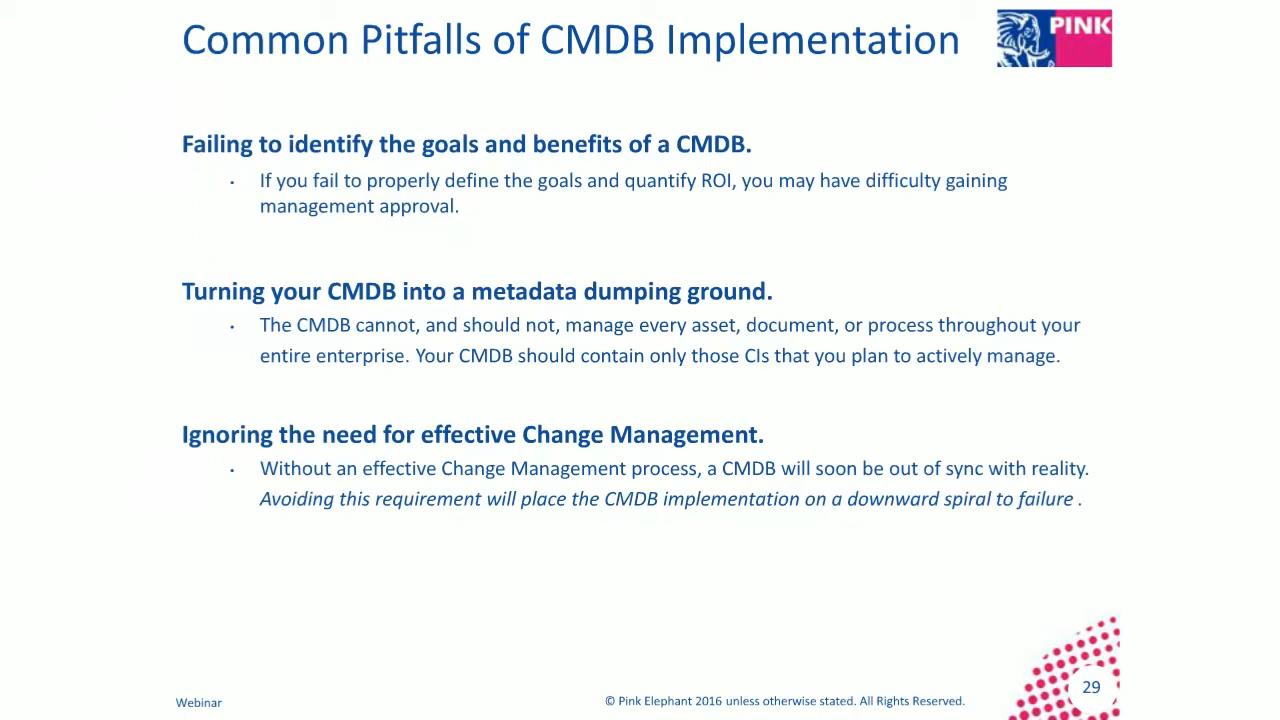 Common Pitfalls of CMDB Implementation
PINK
Failing to identify the goals and benefits of a CMDB.
• If you fail to properly define the goals and quantify ROI, you may have difficulty gaining
management approval.
Turning your CMDB into a metadata dumping ground.
• The CMDB cannot, and should not, manage every asset, document, or process throughout your
entire enterprise. Your CMDB should contain only those CIs that you plan to actively manage.
Ignoring the need for effective Change Management.
• Without an effective Change Management process, a CMDB will soon be out of sync with reality.
Avoiding this requirement will place the CMDB implementation on a downward spiral to failure .
Webinar
© Pink Elephant 2016 unless otherwise stated. All Rights Reserved.
29